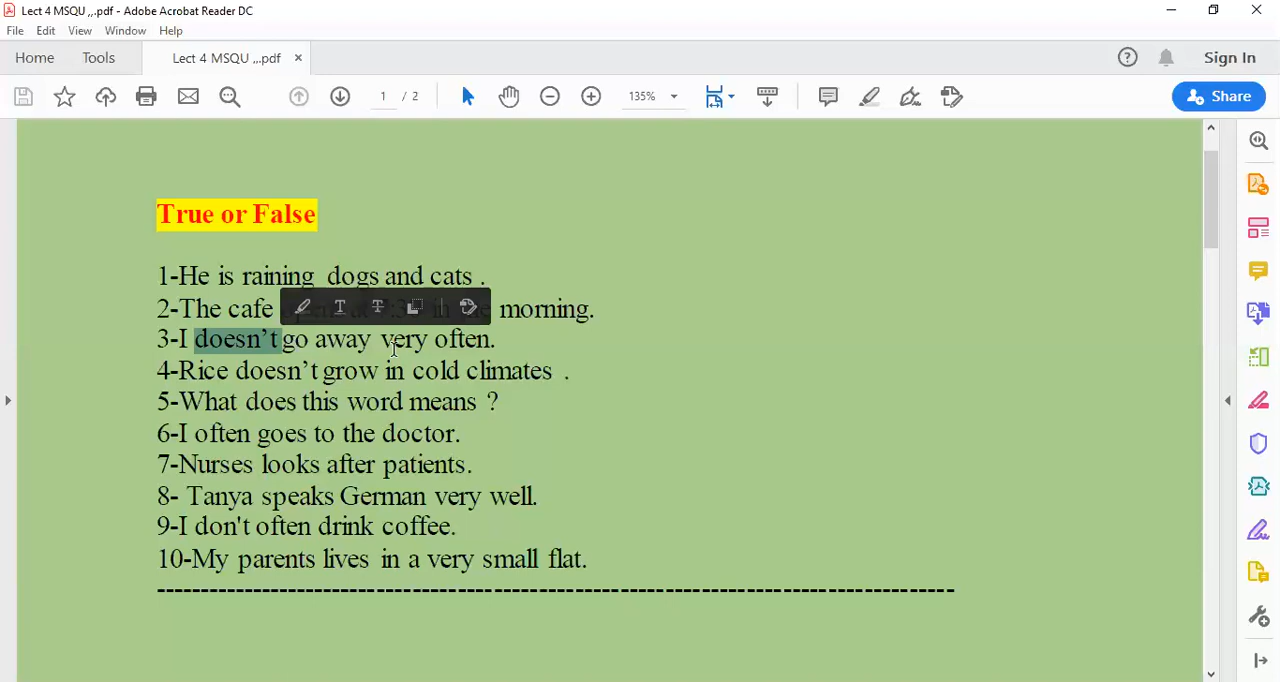 Lect 4 MSQU ,,.pdf - Adobe Acrobat Reader DC
File Edit View Window Help
Home Tools Lect 4 MSQU ,,.pdf × Sign In
1 / 2 135% Share
True or False
1-He is raining dogs and cats .
2-The cafe morning.
3-I doesn’t go away very often.
4-Rice doesn’t grow in cold climates .
5-What does this word means ?
6-I often goes to the doctor.
7-Nurses looks after patients.
8- Tanya speaks German very well.
9-I don't often drink coffee.
10-My parents lives in a very small flat.
--------------------------------------------------------------------------------------------